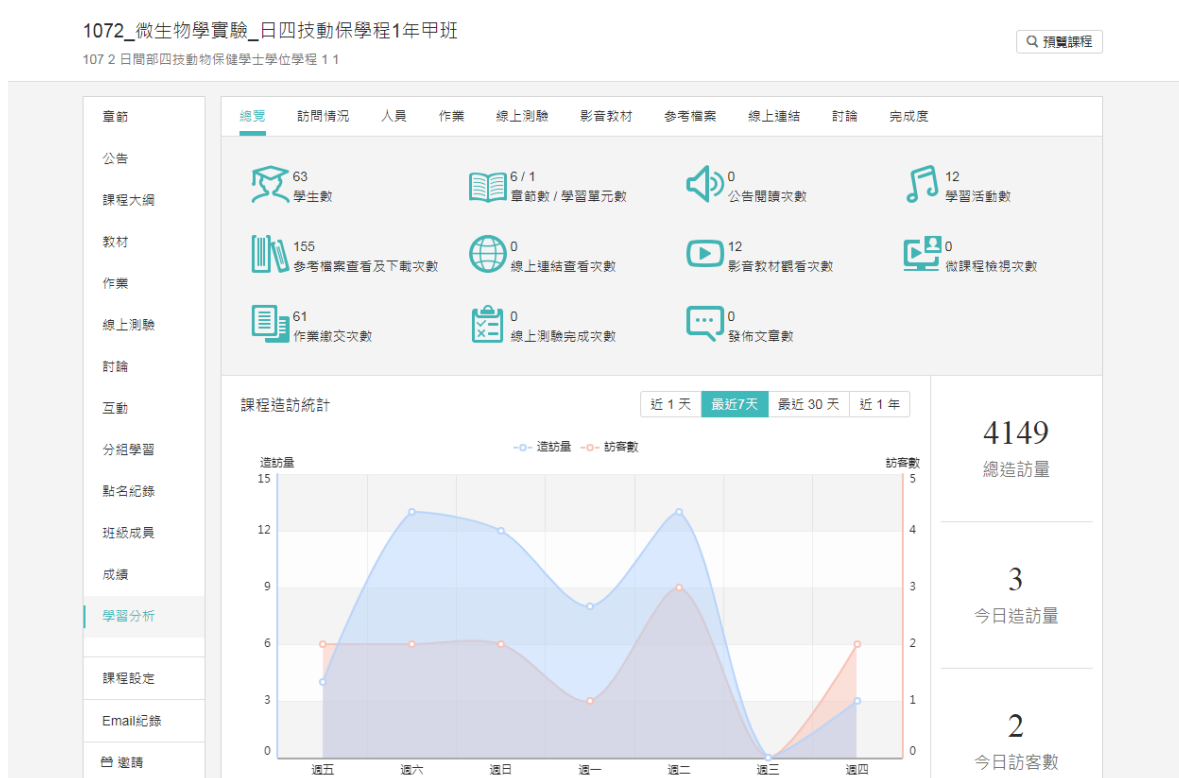 1072_微生物學實驗_日四技動保學程1年甲班
預覽課程
107 2 日間部四技動物保健學士學位學程 1 1
章節
公告
課程大綱
教材
作業
線上測驗
討論
互動
分組學習
點名紀錄
班級成員
成績
學習分析
課程設定
Email紀錄
邀請
總覽 訪問情況 人員 作業 線上測驗 影音教材 參考檔案 線上連結 討論 完成度
63
學生數
6 / 1
章節數 / 學習單元數
0
公告閱讀次數
12
學習活動數
155
參考檔案查看及下載次數
0
線上連結查看次數
12
影音教材觀看次數
0
微課程檢視次數
61
作業繳交次數
0
線上測驗完成次數
0
發佈文章數
課程造訪統計
近 1 天 最近7天 最近 30 天 近 1 年
造訪量 訪客數
造訪量
訪客數
15
12
9
6
3
0
5
4
3
2
1
0
週五 週六 週日 週一 週二 週三 週四
4149
總造訪量
3
今日造訪量
2
今日訪客數